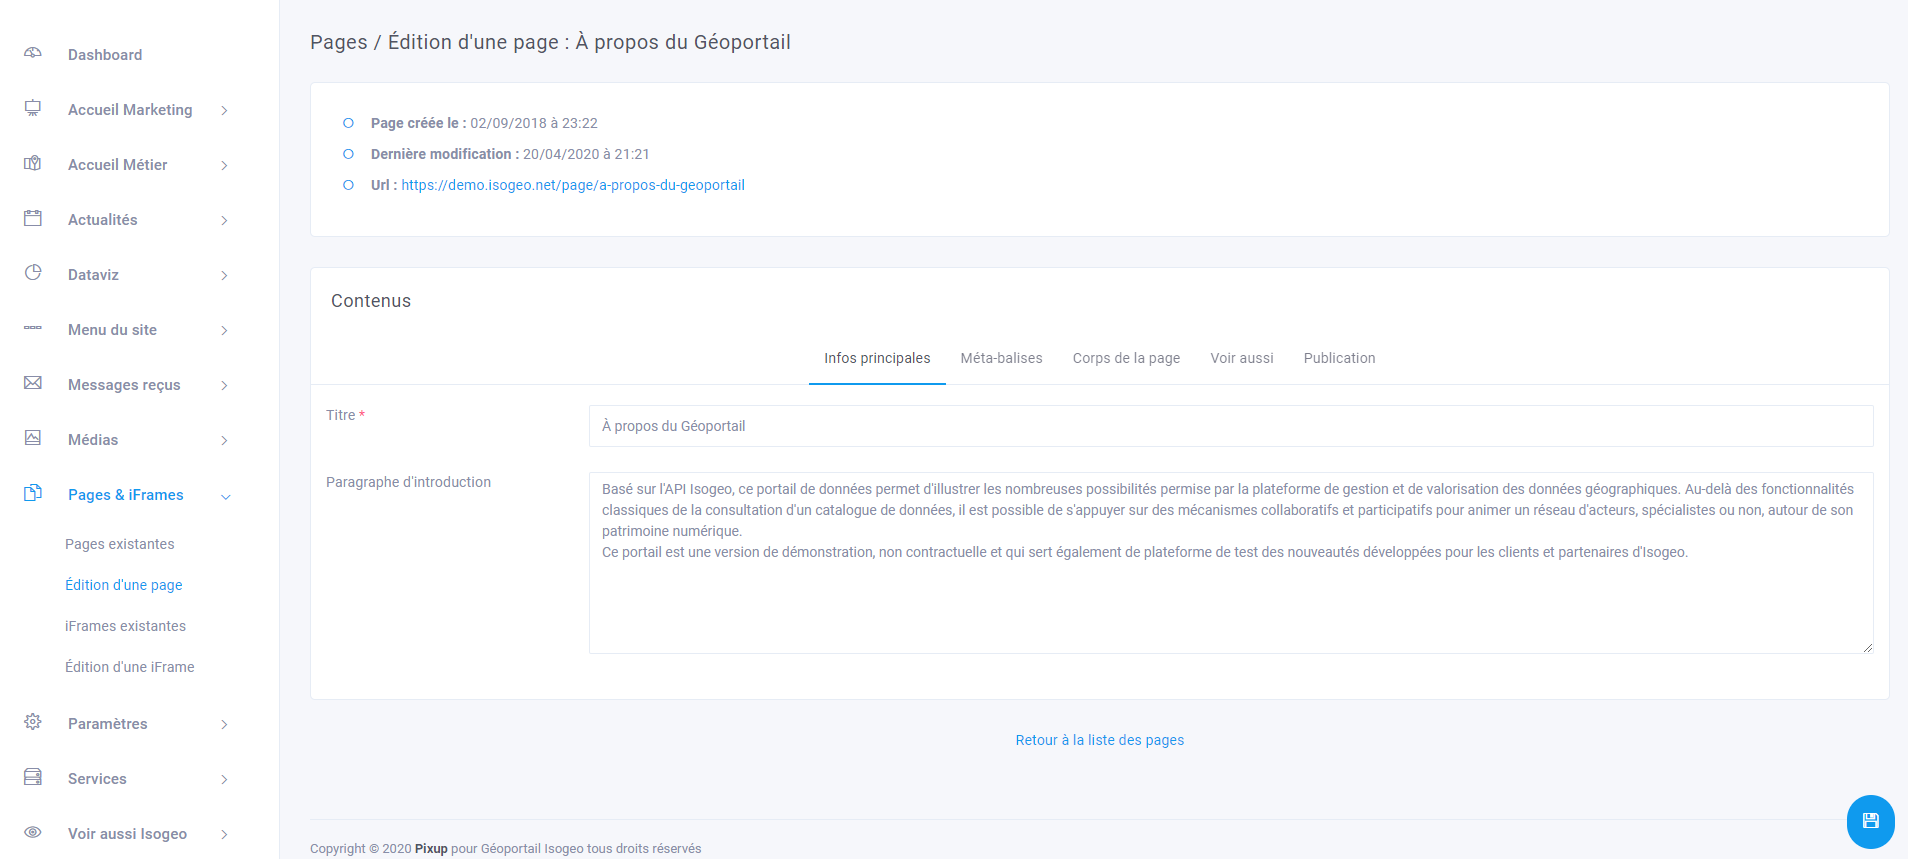 Dashboard
Accueil Marketing
Accueil Métier
Actualités
Dataviz
Menu du site
Messages reçus
Médias
Pages & iFrames
Pages existantes
Édition d'une page
iFrames existantes
Édition d'une iFrame
Paramètres
Services
Voir aussi Isogeo
Pages / Édition d'une page : À propos du Géoportail
Page créée le : 02/09/2018 à 23:22
Dernière modification : 20/04/2020 à 21:21
Url : https://demo.isogeo.net/page/a-propos-du-geoportail
Contenus
Infos principales Méta-balises Corps de la page Voir aussi Publication
Titre *
À propos du Géoportail
Paragraphe d'introduction
Basé sur l'API Isogeo, ce portail de données permet d'illustrer les nombreuses possibilités permise par la plateforme de gestion et de valorisation des données géographiques. Au-delà des fonctionnalités
classiques de la consultation d'un catalogue de données, il est possible de s'appuyer sur des mécanismes collaboratifs et participatifs pour animer un réseau d'acteurs, spécialistes ou non, autour de son
patrimoine numérique.
Ce portail est une version de démonstration, non contractuelle et qui sert également de plateforme de test des nouveautés développées pour les clients et partenaires d'Isogeo.
Retour à la liste des pages
Copyright © 2020 Pixup pour Géoportail Isogeo tous droits réservés